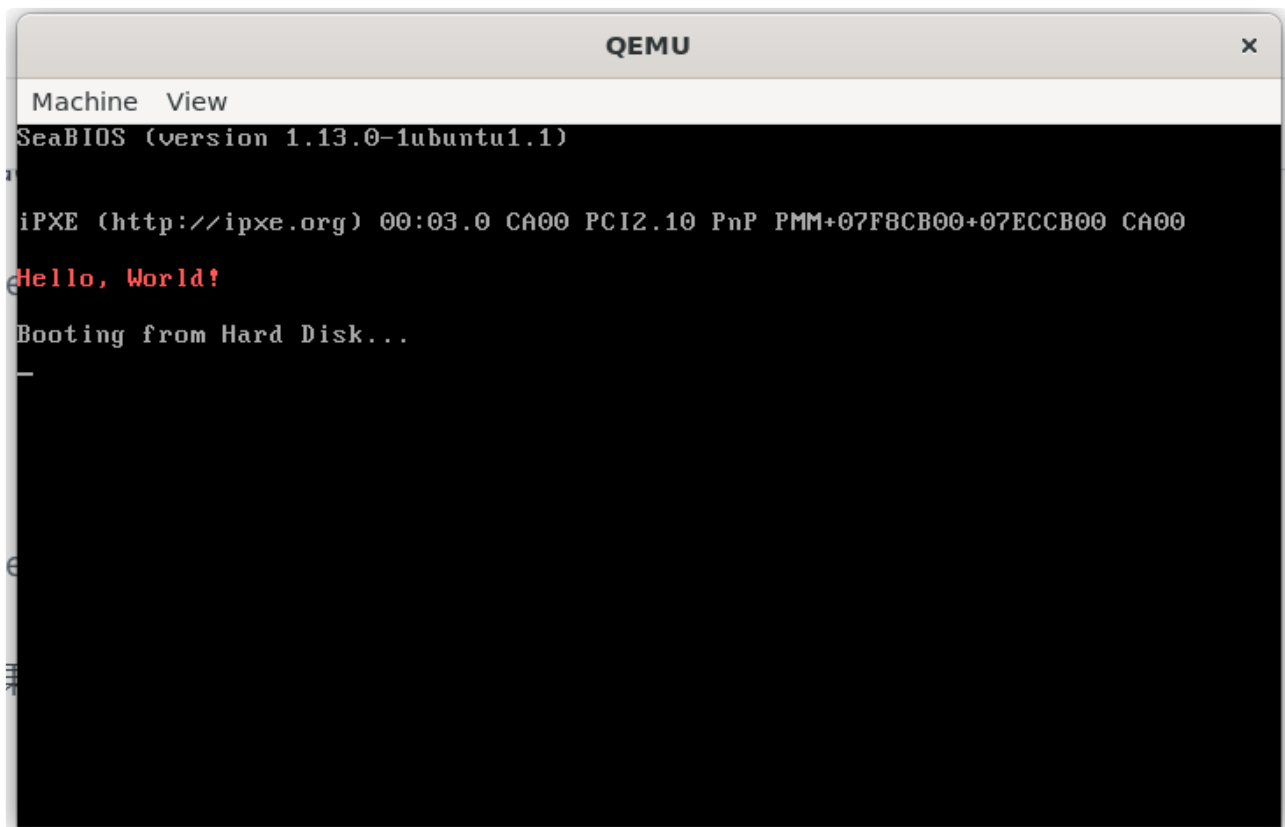 QEMU
×
Machine View
SeaBIOS (version 1.13.0-1ubuntu1.1)
iPXE (http://ipxe.org) 00:03.0 CA00 PCI2.10 PnP PMM+07F8CB00+07ECCB00 CA00
Hello, World!
Booting from Hard Disk...
_